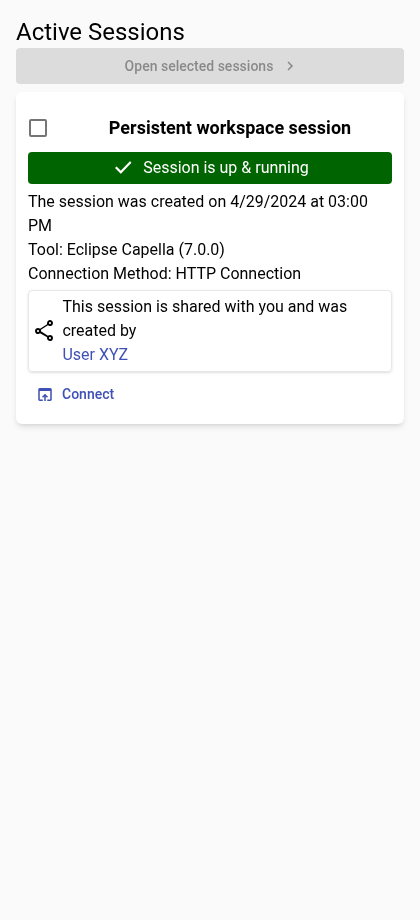 Active Sessions
Open selected sessions
Persistent workspace session
Session is up & running
The session was created on 4/29/2024 at 03:00
PM
Tool: Eclipse Capella (7.0.0)
Connection Method: HTTP Connection
This session is shared with you and was
created by
User XYZ
Connect